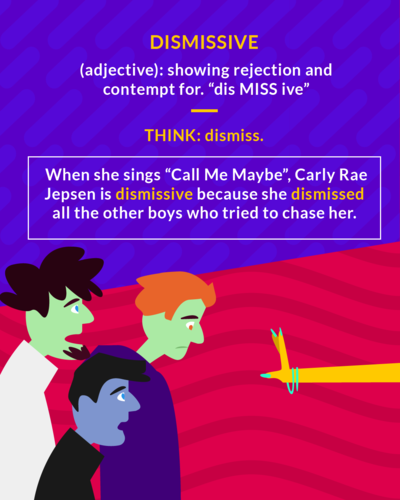 DISMISSIVE
(adjective): showing rejection and
contempt for. “dis MISS ive”
THINK: dismiss.
When she sings “Call Me Maybe”, Carly Rae
Jepsen is dismissive because she dismissed
all the other boys who tried to chase her.